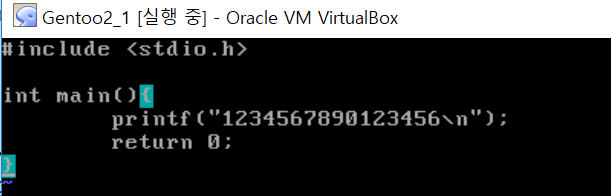 Gentoo2_1 [실행 중] - Oracle VM VirtualBox
#include <stdio.h>
int main(){
        printf("1234567890123456\n");
        return 0;
}
~